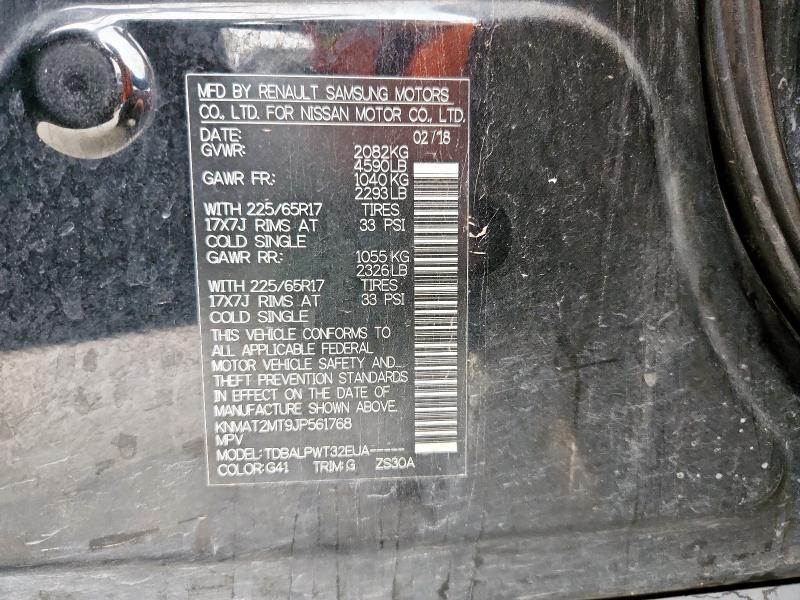 MFD BY RENAULT SAMSUNG MOTORS
CO., LTD. FOR NISSAN MOTOR CO., LTD.
DATE: 02/18
GVWR: 2082KG
4590LB
GAWR FR: 1040KG
2293LB
WITH 225/65R17 TIRES
17X7J RIMS AT 33 PSI
COLD SINGLE
GAWR RR: 1055KG
2326LB
WITH 225/65R17 TIRES
17X7J RIMS AT 33 PSI
COLD SINGLE
THIS VEHICLE CONFORMS TO
ALL APPLICABLE FEDERAL
MOTOR VEHICLE SAFETY AND
THEFT PREVENTION STANDARDS
IN EFFECT ON THE DATE OF
MANUFACTURE SHOWN ABOVE.
KNMAT2MT9JP561768
MPV
MODEL:TDBALPWT32EUA-----
COLOR:G41 TRIM:G ZS30A